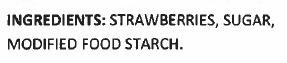 INGREDIENTS: STRAWBERRIES, SUGAR,
MODIFIED FOOD STARCH.